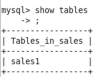 mysql> show tables
    -> ;
+-----------------+
| Tables_in_sales |
+-----------------+
| sales1          |
+-----------------+